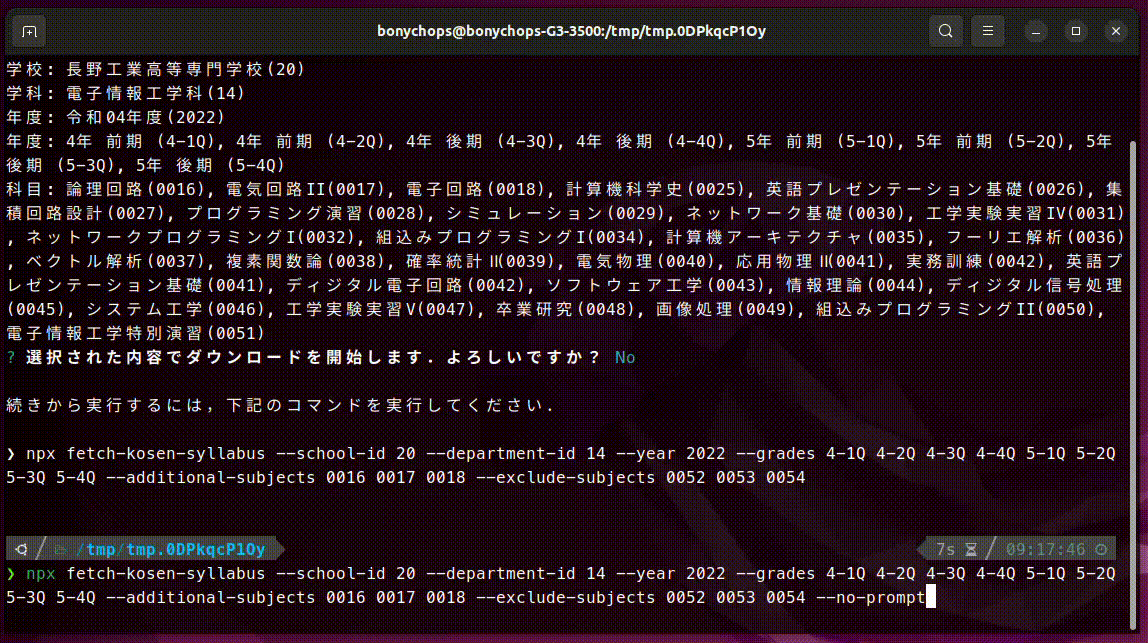 bonychops@bonychops-G3-3500:/tmp/tmp.0DPkqcP1Oy
学校: 長野工業高等専門学校(20)
学科: 電子情報工学科(14)
年度: 令和04年度(2022)
年度: 4年 前期 (4-1Q), 4年 前期 (4-2Q), 4年 後期 (4-3Q), 4年 後期 (4-4Q), 5年 前期 (5-1Q), 5年 前期 (5-2Q), 5年
後期 (5-3Q), 5年 後期 (5-4Q)
科目: 論理回路(0016), 電気回路II(0017), 電子回路(0018), 計算機科学史(0025), 英語プレゼンテーション基礎(0026), 集
積回路設計(0027), プログラミング演習(0028), シミュレーション(0029), ネットワーク基礎(0030), 工学実験実習IV(0031)
, ネットワークプログラミングI(0032), 組込みプログラミングI(0034), 計算機アーキテクチャ(0035), フーリエ解析(0036)
, ベクトル解析(0037), 複素関数論(0038), 確率統計Ⅱ(0039), 電気物理(0040), 応用物理Ⅱ(0041), 実務訓練(0042), 英語プ
レゼンテーション基礎(0041), ディジタル電子回路(0042), ソフトウェア工学(0043), 情報理論(0044), ディジタル信号処理
(0045), システム工学(0046), 工学実験実習V(0047), 卒業研究(0048), 画像処理(0049), 組込みプログラミングII(0050),
電子情報工学特別演習(0051)
? 選択された内容でダウンロードを開始します．よろしいですか？ No
続きから実行するには，下記のコマンドを実行してください．
❯ npx fetch-kosen-syllabus --school-id 20 --department-id 14 --year 2022 --grades 4-1Q 4-2Q 4-3Q 4-4Q 5-1Q 5-2Q
5-3Q 5-4Q --additional-subjects 0016 0017 0018 --exclude-subjects 0052 0053 0054
/tmp/tmp.0DPkqcP1Oy 7s 09:17:46
❯ npx fetch-kosen-syllabus --school-id 20 --department-id 14 --year 2022 --grades 4-1Q 4-2Q 4-3Q 4-4Q 5-1Q 5-2Q
5-3Q 5-4Q --additional-subjects 0016 0017 0018 --exclude-subjects 0052 0053 0054 --no-prompt